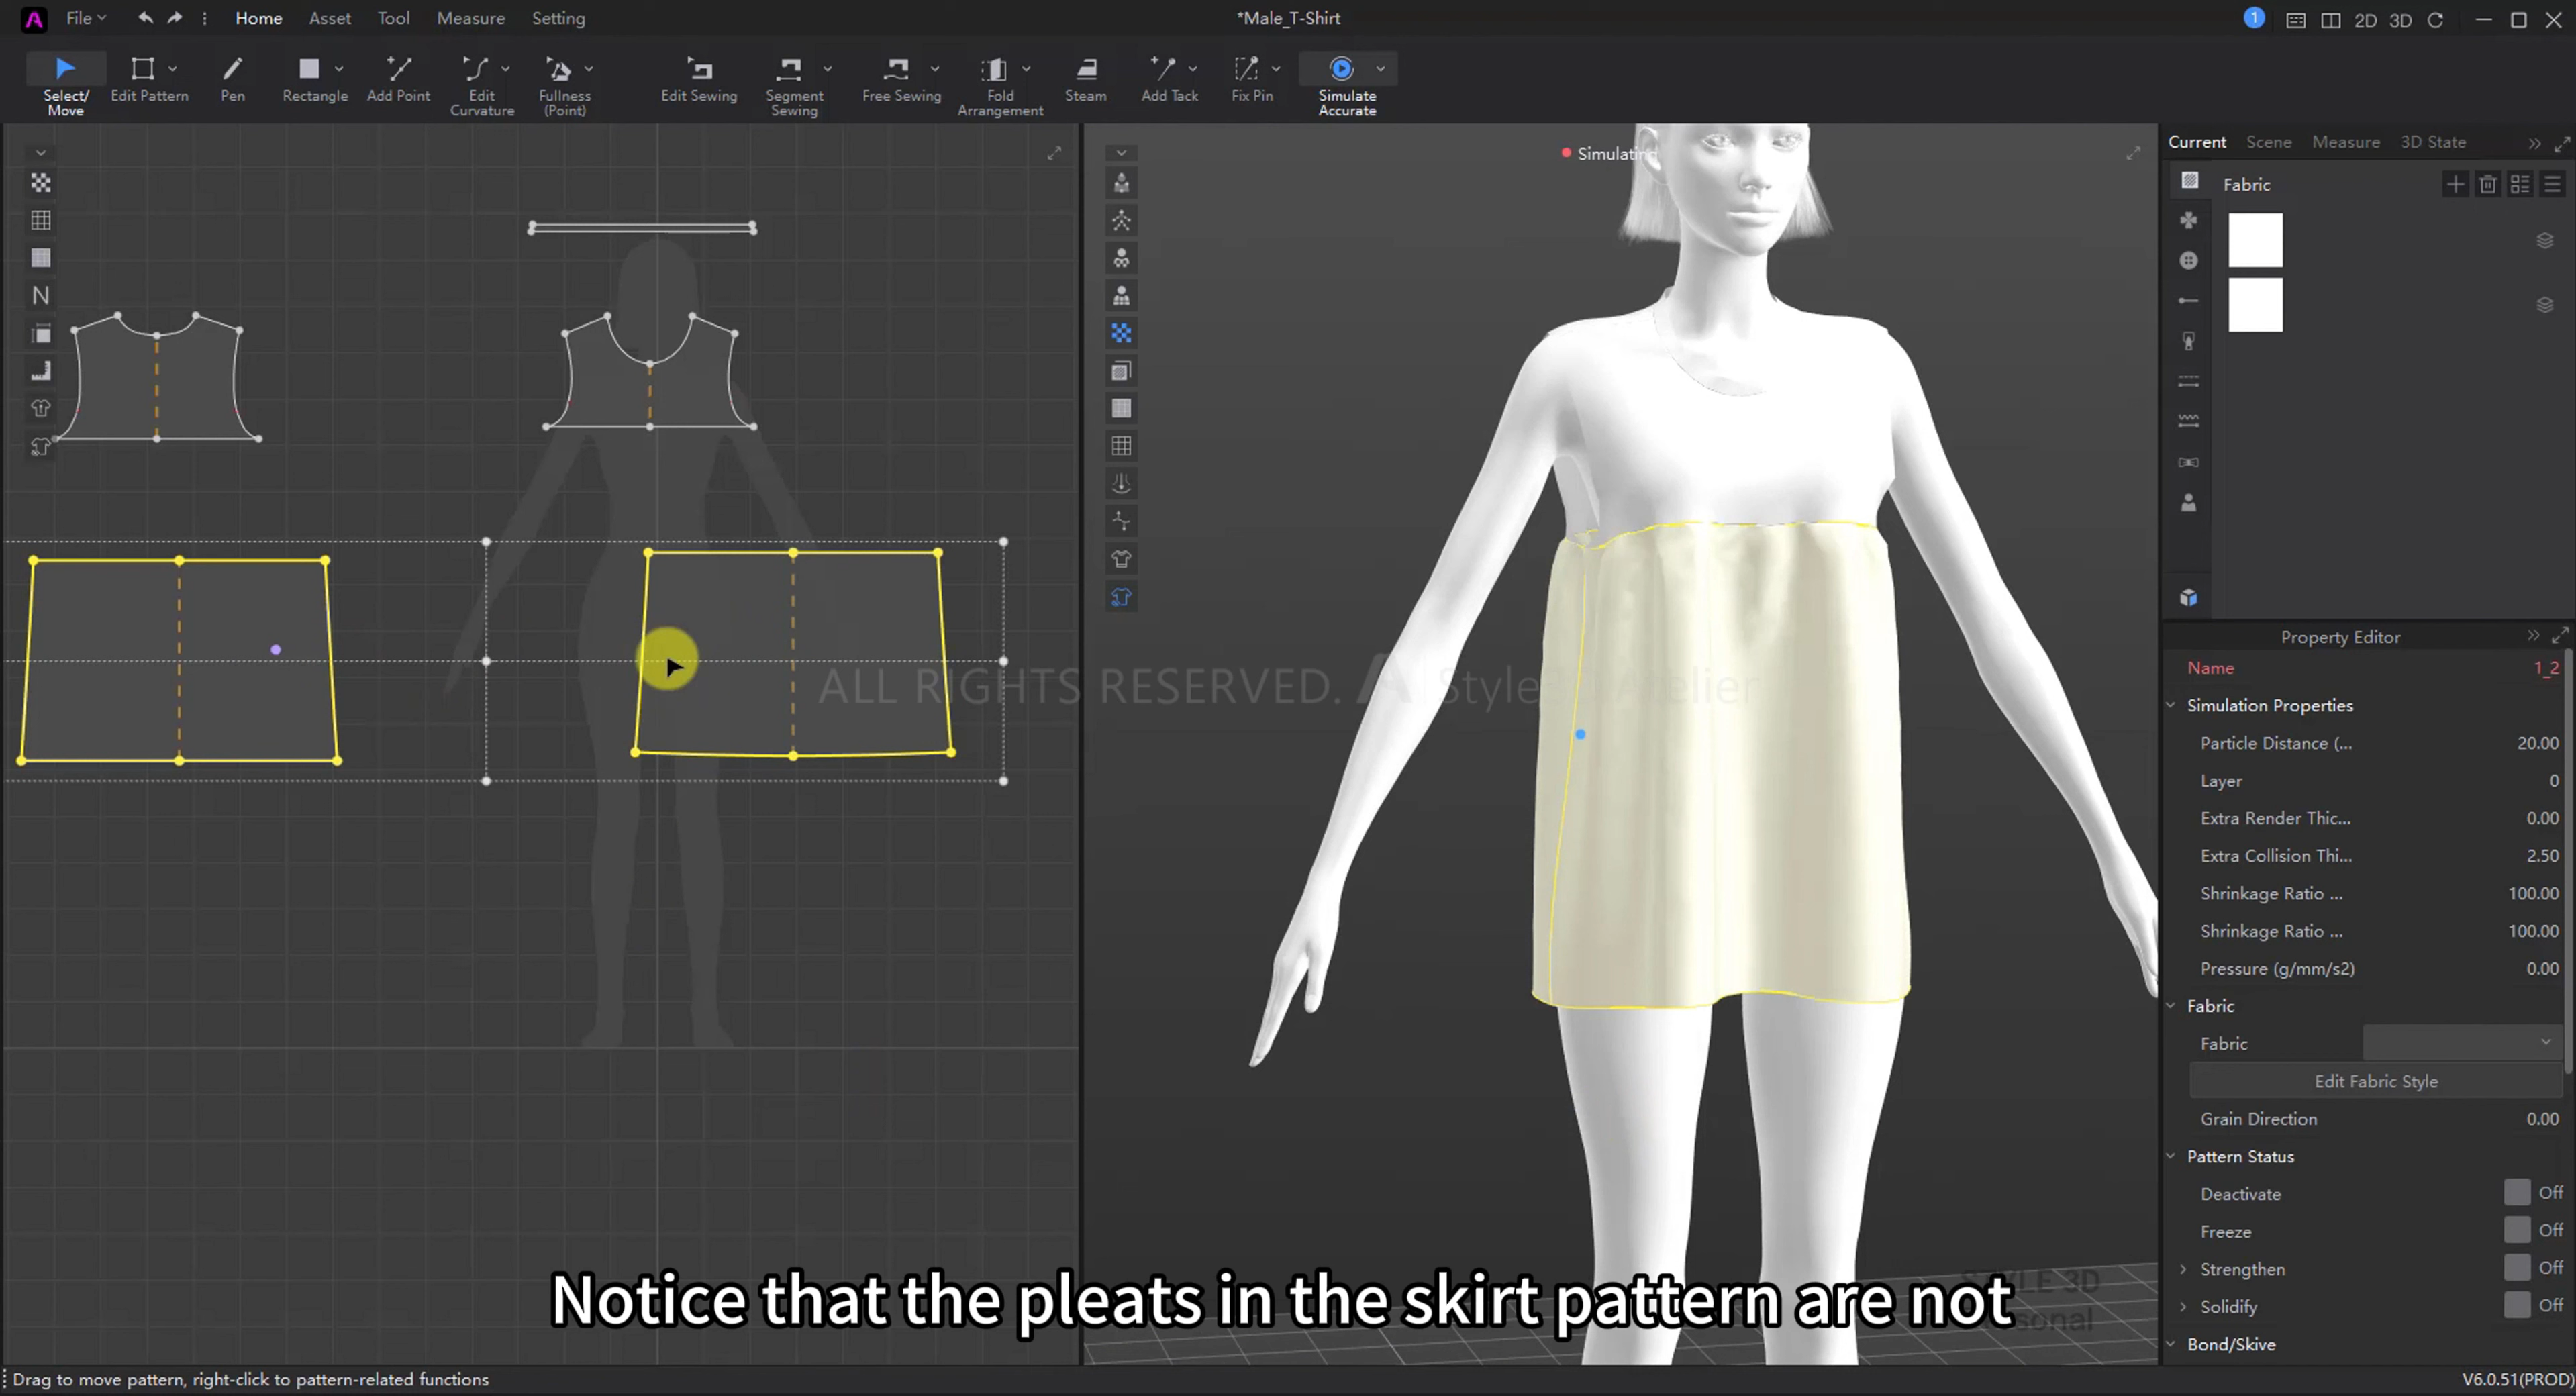 File
Home
Asset
Tool
Measure
Setting
*Male_T-Shirt
1
2D
3D
Select/
Move
Edit Pattern
Pen
Rectangle
Add Point
Edit
Curvature
Fullness
(Point)
Edit Sewing
Segment
Sewing
Free Sewing
Fold
Arrangement
Steam
Add Tack
Fix Pin
Simulate
Accurate
Simulating
Current
Scene
Measure
3D State
Fabric
N
ALL RIGHTS RESERVED.
Property Editor
Name 1_2
Simulation Properties
Particle Distance (... 20.00
Layer 0
Extra Render Thic... 0.00
Extra Collision Thi... 2.50
Shrinkage Ratio ... 100.00
Shrinkage Ratio ... 100.00
Pressure (g/mm/s2) 0.00
Fabric
Fabric
Edit Fabric Style
Grain Direction 0.00
Pattern Status
Deactivate Off
Freeze Off
Strengthen Off
Solidify Off
Bond/Skive
STYLE 3D
Notice that the pleats in the skirt pattern are not
Drag to move pattern, right-click to pattern-related functions
V6.0.51(PROD)